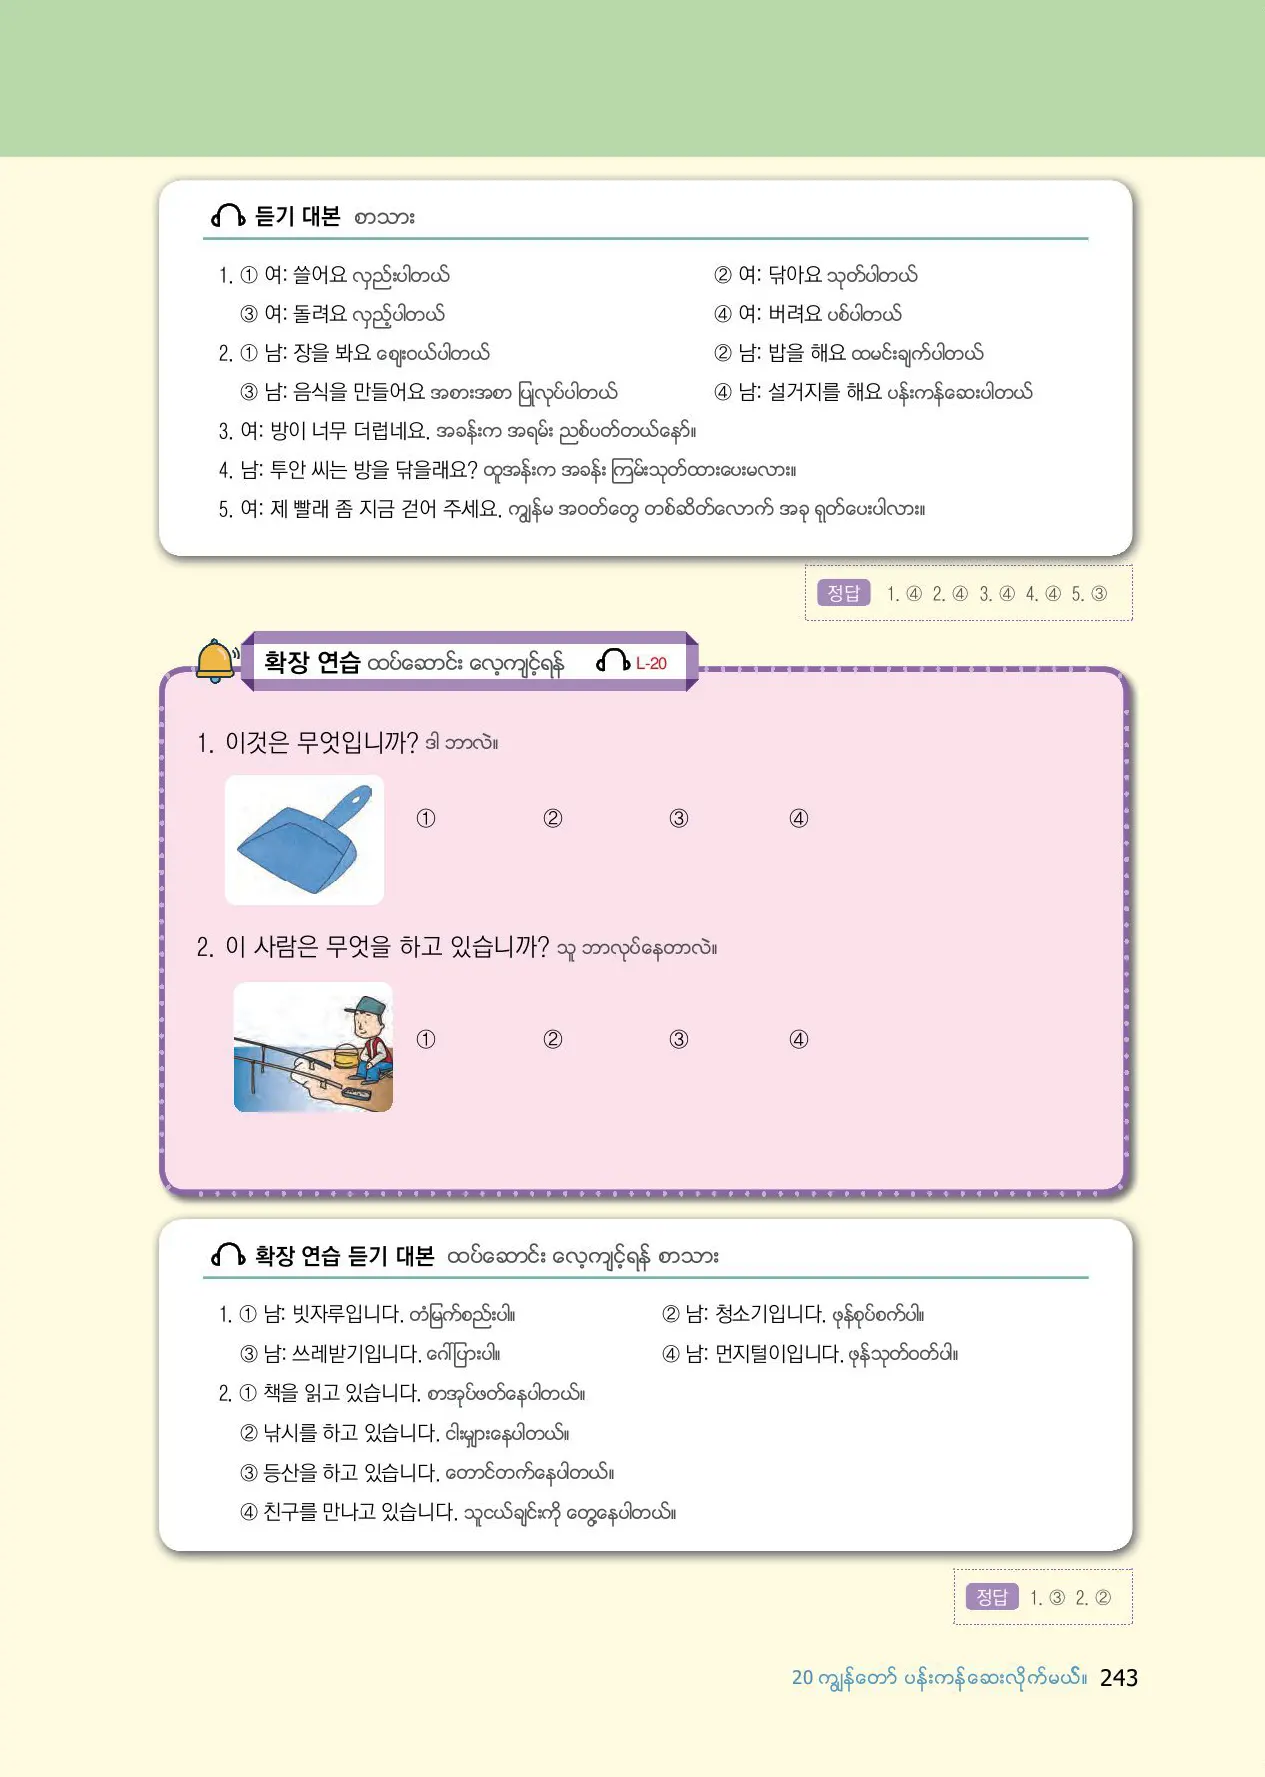 듣기 대본 စာသား
1. ① 여: 쓸어요 လှည်းပါတယ် ② 여: 닦아요 သုတ်ပါတယ်
③ 여: 돌려요 လှည့်ပါတယ် ④ 여: 버려요 ပစ်ပါတယ်
2. ① 남: 장을 봐요 ဈေးဝယ်ပါတယ် ② 남: 밥을 해요 ထမင်းချက်ပါတယ်
③ 남: 음식을 만들어요 အစားအစာ ပြုလုပ်ပါတယ် ④ 남: 설거지를 해요 ပန်းကန်ဆေးပါတယ်
3. 여: 방이 너무 더럽네요. အခန်းက အရမ်း ညစ်ပတ်တယ်နော်။
4. 남: 투안 씨는 방을 닦을래요? ထူအန်းက အခန်း ကြမ်းသုတ်ထားပေးမလား။
5. 여: 제 빨래 좀 지금 걷어 주세요. ကျွန်မ အဝတ်တွေ တစ်ဆိတ်လောက် အခု ရုတ်ပေးပါလား။
정답 1. ④ 2. ④ 3. ④ 4. ④ 5. ③
확장 연습 ထပ်ဆောင်း လေ့ကျင့်ရန် L-20
1. 이것은 무엇입니까? ဒါ ဘာလဲ။
① ② ③ ④
2. 이 사람은 무엇을 하고 있습니까? သူ ဘာလုပ်နေတာလဲ။
① ② ③ ④
확장 연습 듣기 대본 ထပ်ဆောင်း လေ့ကျင့်ရန် စာသား
1. ① 남: 빗자루입니다. တံမြက်စည်းပါ။ ② 남: 청소기입니다. ဖုန်စုပ်စက်ပါ။
③ 남: 쓰레받기입니다. ဂေါ်ပြားပါ။ ④ 남: 먼지털이입니다. ဖုန်သုတ်ဝတ်ပါ။
2. ① 책을 읽고 있습니다. စာအုပ်ဖတ်နေပါတယ်။
② 낚시를 하고 있습니다. ငါးမျှားနေပါတယ်။
③ 등산을 하고 있습니다. တောင်တက်နေပါတယ်။
④ 친구를 만나고 있습니다. သူငယ်ချင်းကို တွေ့နေပါတယ်။
정답 1. ③ 2. ②
20 ကျွန်တော် ပန်းကန်ဆေးလိုက်မယ်။ 243